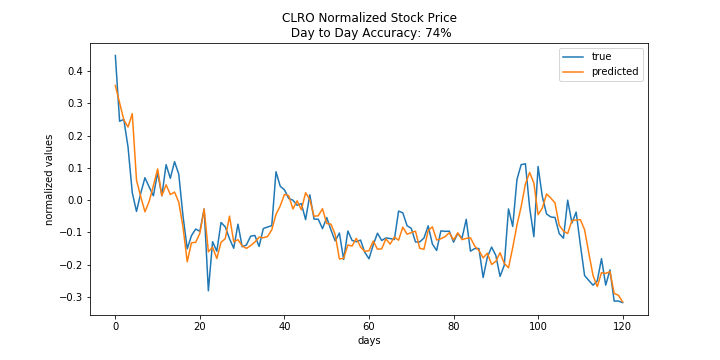 CLRO Normalized Stock Price
Day to Day Accuracy: 74%
true
predicted
normalized values
0.4
0.3
0.2
0.1
0.0
−0.1
−0.2
−0.3
0 20 40 60 80 100 120
days